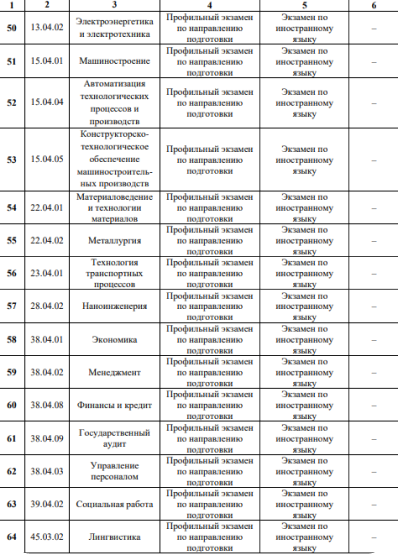 1 2 3 4 5 6
50 13.04.02 Электроэнергетика и электротехника Профильный экзамен по направлению подготовки Экзамен по иностранному языку –
51 15.04.01 Машиностроение Профильный экзамен по направлению подготовки Экзамен по иностранному языку –
52 15.04.04 Автоматизация технологических процессов и производств Профильный экзамен по направлению подготовки Экзамен по иностранному языку –
53 15.04.05 Конструкторско-технологическое обеспечение машиностроитель-ных производств Профильный экзамен по направлению подготовки Экзамен по иностранному языку –
54 22.04.01 Материаловедение и технологии материалов Профильный экзамен по направлению подготовки Экзамен по иностранному языку –
55 22.04.02 Металлургия Профильный экзамен по направлению подготовки Экзамен по иностранному языку –
56 23.04.01 Технология транспортных процессов Профильный экзамен по направлению подготовки Экзамен по иностранному языку –
57 28.04.02 Наноинженерия Профильный экзамен по направлению подготовки Экзамен по иностранному языку –
58 38.04.01 Экономика Профильный экзамен по направлению подготовки Экзамен по иностранному языку –
59 38.04.02 Менеджмент Профильный экзамен по направлению подготовки Экзамен по иностранному языку –
60 38.04.08 Финансы и кредит Профильный экзамен по направлению подготовки Экзамен по иностранному языку –
61 38.04.09 Государственный аудит Профильный экзамен по направлению подготовки Экзамен по иностранному языку –
62 38.04.03 Управление персоналом Профильный экзамен по направлению подготовки Экзамен по иностранному языку –
63 39.04.02 Социальная работа Профильный экзамен по направлению подготовки Экзамен по иностранному языку –
64 45.03.02 Лингвистика Профильный экзамен по направлению подготовки Экзамен по иностранному языку –